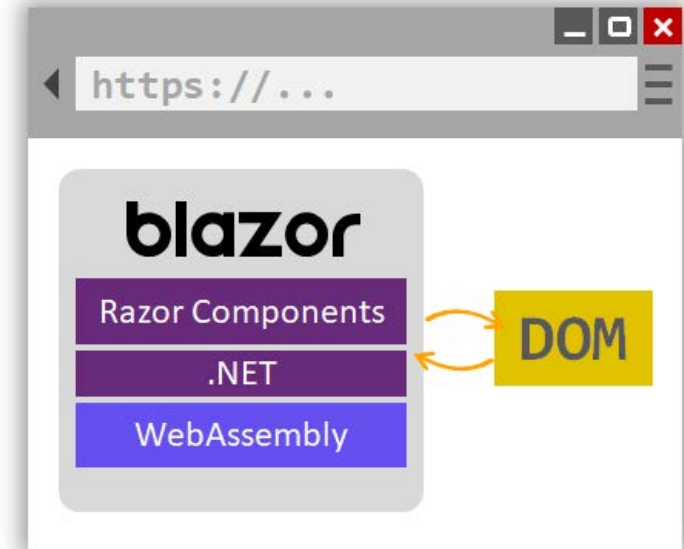 https://...
blazor
Razor Components
.NET
WebAssembly
DOM